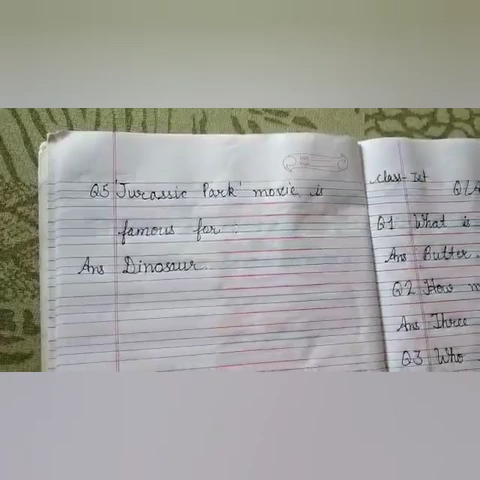 Q5 'Jurassic Park' movie is
famous for :
Ans Dinosaur.
Class- Ist
Q1 What is
Ans Butter.
Q2 How
Ans Three
Q3 Who